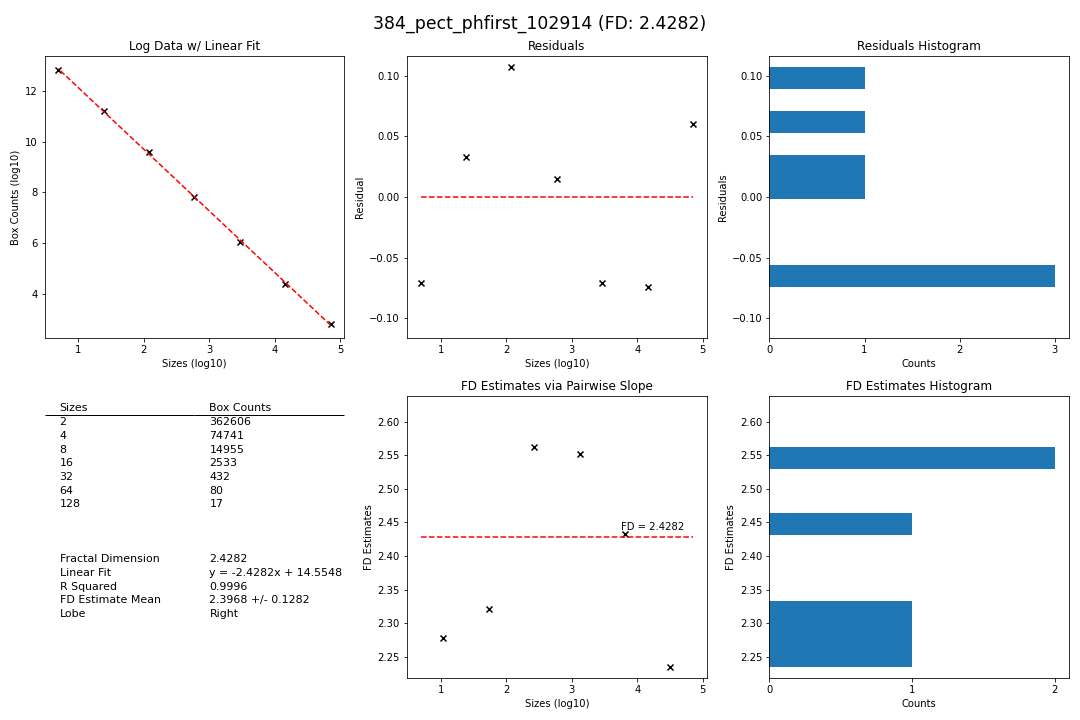 384_pect_phfirst_102914 (FD: 2.4282)
Log Data w/ Linear Fit
12
10
8
6
4
Box Counts (log10)
1 2 3 4 5
Sizes (log10)
Residuals
0.10
0.05
0.00
−0.05
−0.10
Residual
1 2 3 4 5
Sizes (log10)
Residuals Histogram
0.10
0.05
0.00
−0.05
−0.10
Residuals
0 1 2 3
Counts
Sizes Box Counts
2 362606
4 74741
8 14955
16 2533
32 432
64 80
128 17
Fractal Dimension 2.4282
Linear Fit y = -2.4282x + 14.5548
R Squared 0.9996
FD Estimate Mean 2.3968 +/- 0.1282
Lobe Right
FD Estimates via Pairwise Slope
2.60
2.55
2.50
2.45
2.40
2.35
2.30
2.25
FD Estimates
FD = 2.4282
1 2 3 4 5
Sizes (log10)
FD Estimates Histogram
2.60
2.55
2.50
2.45
2.40
2.35
2.30
2.25
FD Estimates
0 1 2
Counts